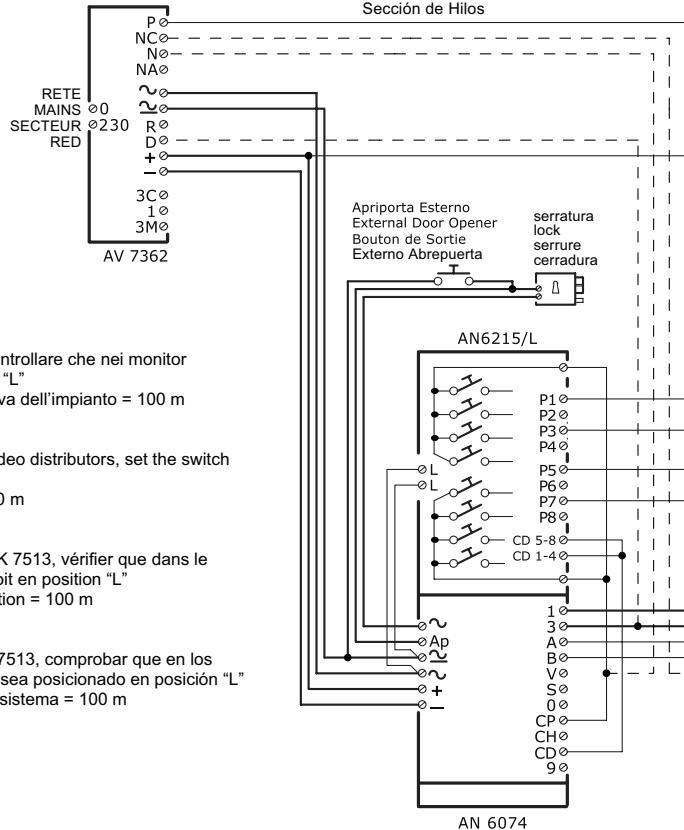 Sección de Hilos
P
NC
N
NA
RETE
MAINS 0
SECTEUR 230
RED
R
D
+
–
3C
1
3M
AV 7362
Apriporta Esterno
External Door Opener
Bouton de Sortie
Externo Abrepuerta
serratura
lock
serrure
cerradura
ntrollare che nei monitor
“L”
va dell’impianto = 100 m
deo distributors, set the switch
0 m
K 7513, vérifier que dans le
oit en position “L”
tion = 100 m
7513, comprobar que en los
sea posicionado en posición “L”
sistema = 100 m
AN6215/L
P1
P2
P3
P4
L
L
P5
P6
P7
P8
CD 5-8
CD 1-4
Ap
+
–
1
3
A
B
V
S
0
CP
CH
CD
9
AN 6074